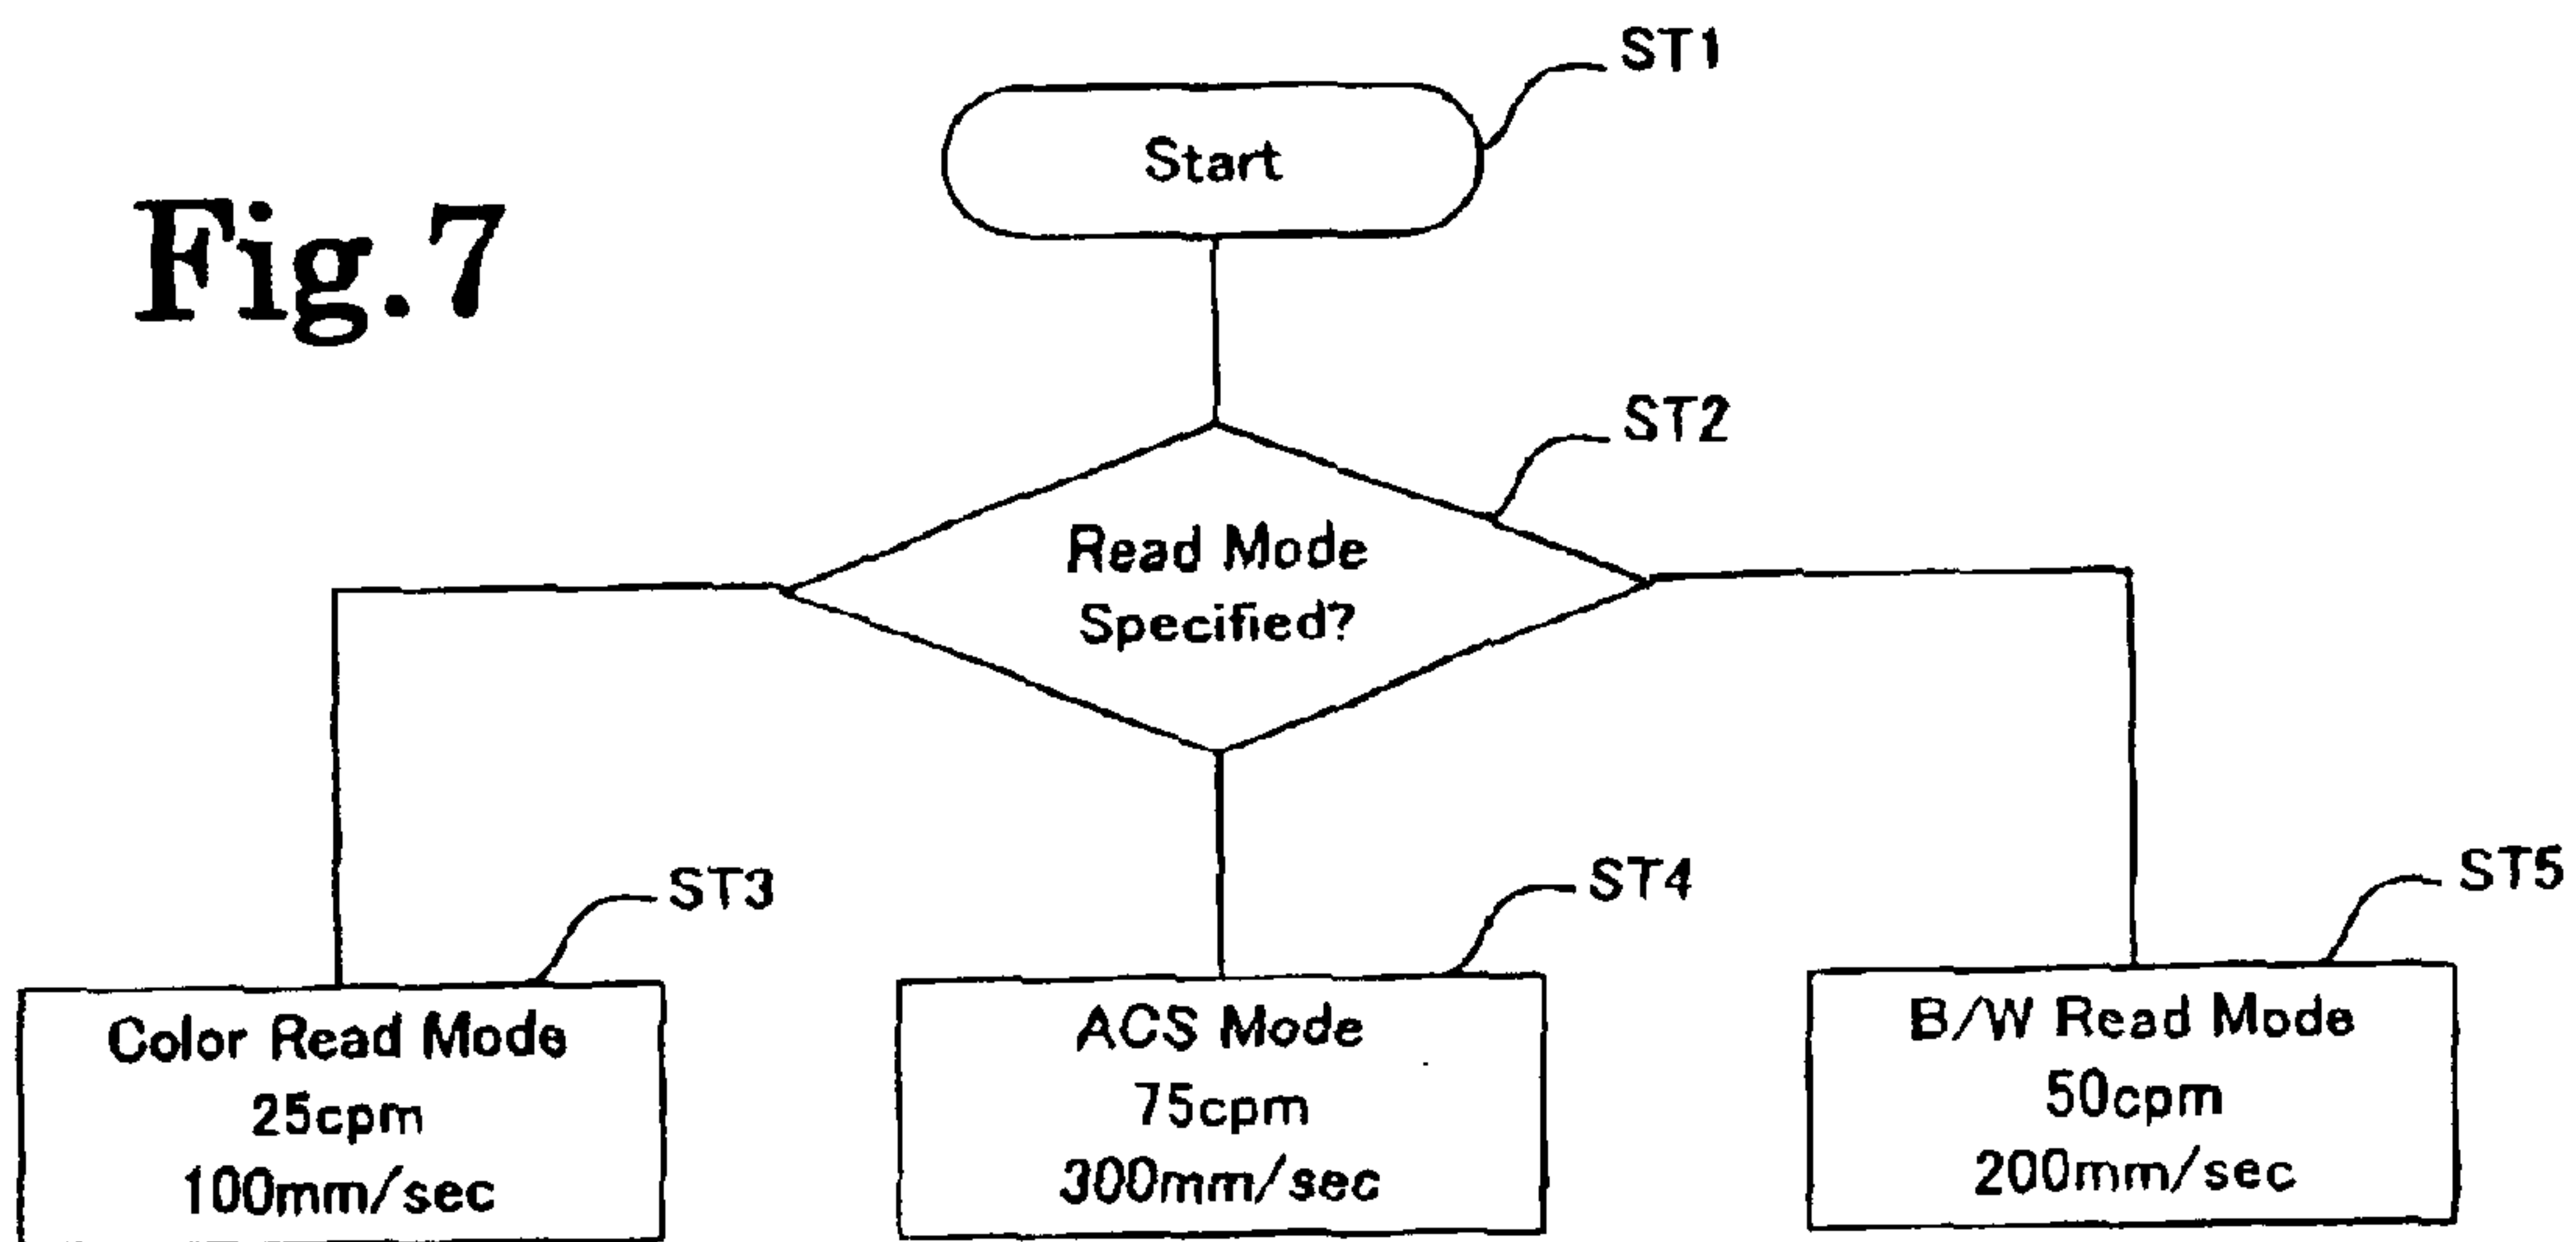 Fig.7
ST1
Start
ST2
Read Mode
Specified?
ST3
Color Read Mode
25cpm
100mm/sec
ST4
ACS Mode
75cpm
300mm/sec
ST5
B/W Read Mode
50cpm
200mm/sec